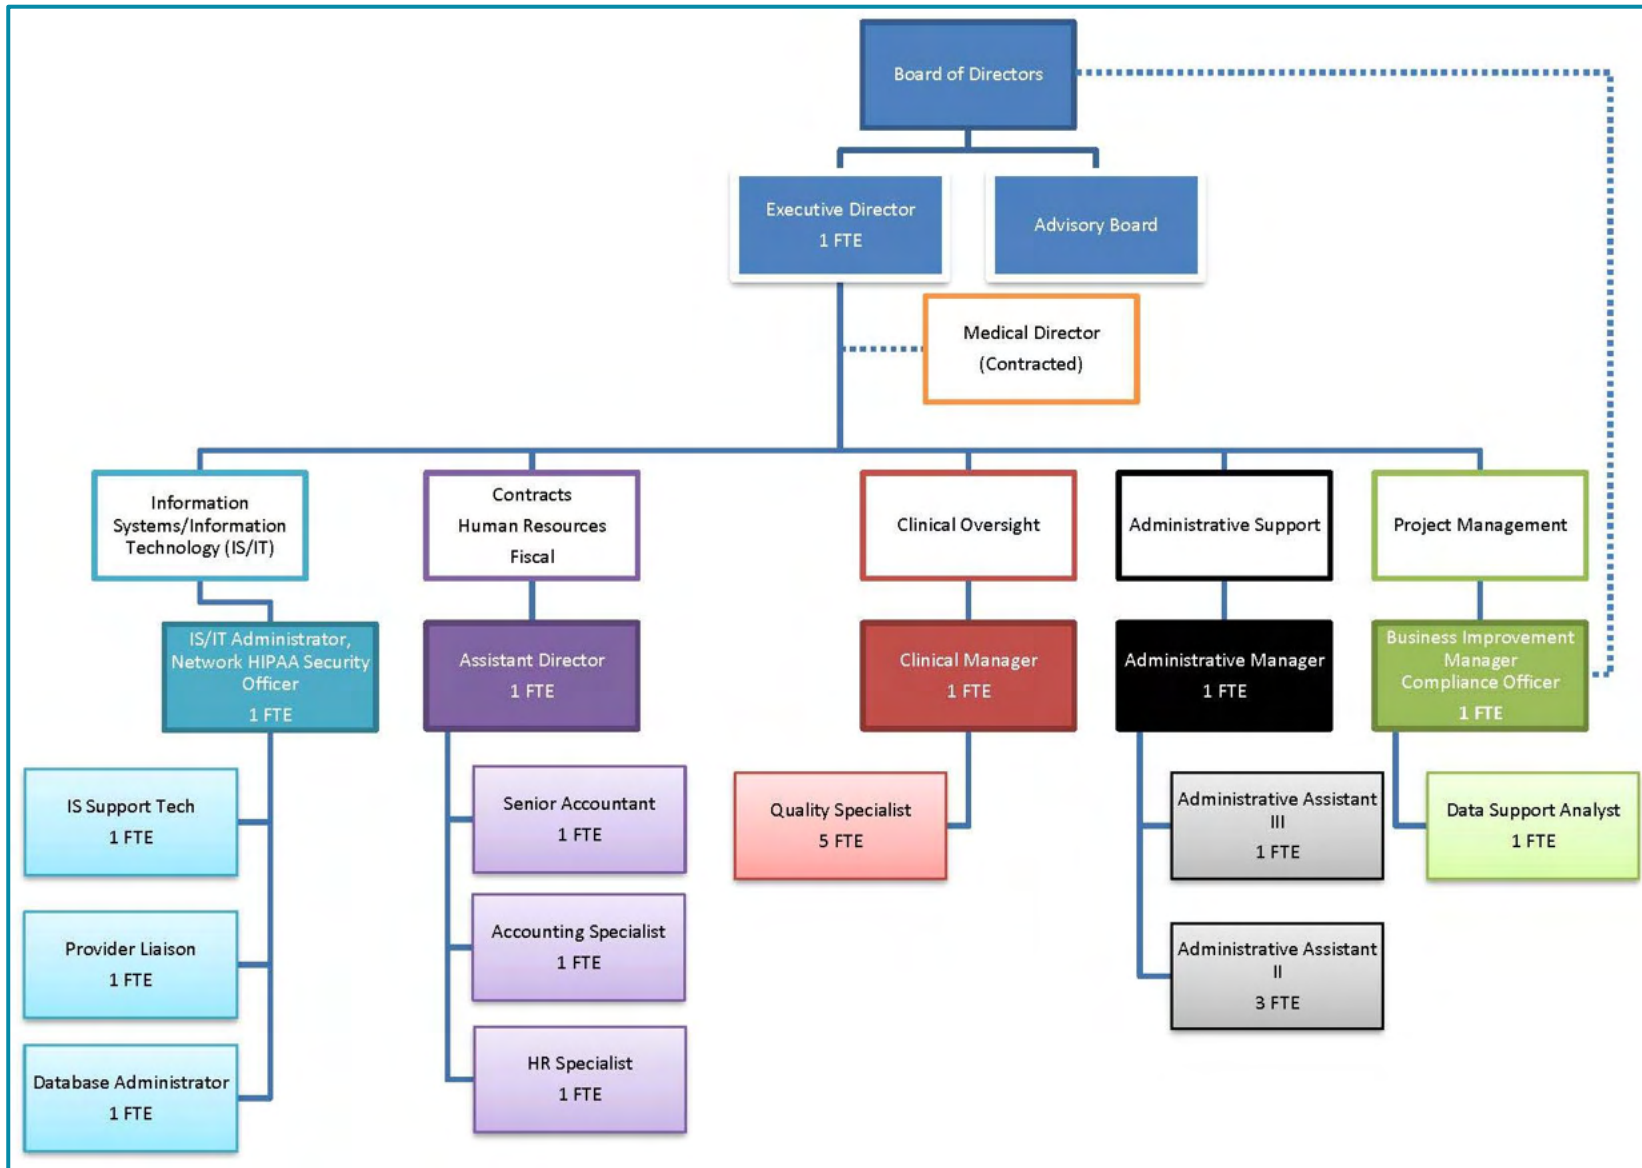 Board of Directors
Executive Director
1 FTE
Advisory Board
Medical Director
(Contracted)
Information
Systems/Information
Technology (IS/IT)
Contracts
Human Resources
Fiscal
Clinical Oversight
Administrative Support
Project Management
IS/IT Administrator,
Network HIPAA Security
Officer
1 FTE
Assistant Director
1 FTE
Clinical Manager
1 FTE
Administrative Manager
1 FTE
Business Improvement
Manager
Compliance Officer
1 FTE
IS Support Tech
1 FTE
Senior Accountant
1 FTE
Quality Specialist
5 FTE
Administrative Assistant
III
1 FTE
Data Support Analyst
1 FTE
Provider Liaison
1 FTE
Accounting Specialist
1 FTE
Administrative Assistant
II
3 FTE
Database Administrator
1 FTE
HR Specialist
1 FTE